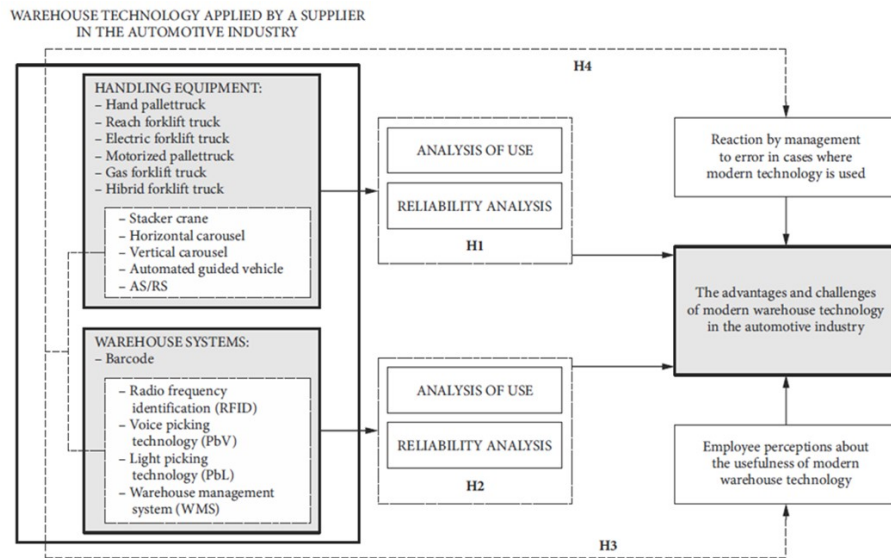 WAREHOUSE TECHNOLOGY APPLIED BY A SUPPLIER
IN THE AUTOMOTIVE INDUSTRY
HANDLING EQUIPMENT:
– Hand pallettruck
– Reach forklift truck
– Electric forklift truck
– Motorized pallettruck
– Gas forklift truck
– Hibrid forklift truck
– Stacker crane
– Horizontal carousel
– Vertical carousel
– Automated guided vehicle
– AS/RS
WAREHOUSE SYSTEMS:
– Barcode
– Radio frequency
identification (RFID)
– Voice picking
technology (PbV)
– Light picking
technology (PbL)
– Warehouse management
system (WMS)
ANALYSIS OF USE
RELIABILITY ANALYSIS
H1
ANALYSIS OF USE
RELIABILITY ANALYSIS
H2
H4
Reaction by management
to error in cases where
modern technology is used
The advantages and challenges
of modern warehouse technology
in the automotive industry
Employee perceptions about
the usefulness of modern
warehouse technology
H3